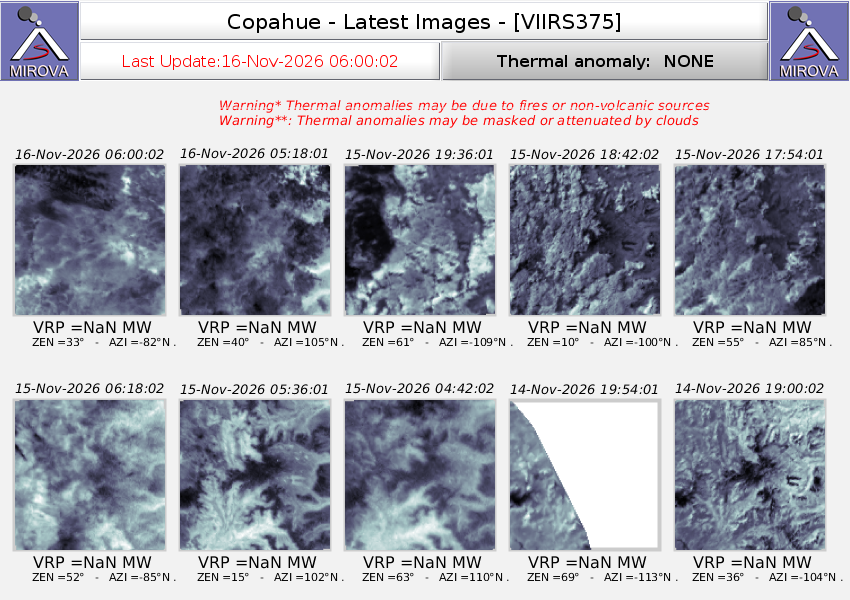 Copahue - Latest Images - [VIIRS375]
MIROVA
Last Update:16-Nov-2026 06:00:02
Thermal anomaly: NONE
MIROVA
Warning* Thermal anomalies may be due to fires or non-volcanic sources
Warning**: Thermal anomalies may be masked or attenuated by clouds
16-Nov-2026 06:00:02 16-Nov-2026 05:18:01 15-Nov-2026 19:36:01 15-Nov-2026 18:42:02 15-Nov-2026 17:54:01
VRP =NaN MW VRP =NaN MW VRP =NaN MW VRP =NaN MW VRP =NaN MW
ZEN =33° - AZI =-82°N . ZEN =40° - AZI =105°N . ZEN =61° - AZI =-109°N . ZEN =10° - AZI =-100°N . ZEN =55° - AZI =85°N .
15-Nov-2026 06:18:02 15-Nov-2026 05:36:01 15-Nov-2026 04:42:02 14-Nov-2026 19:54:01 14-Nov-2026 19:00:02
VRP =NaN MW VRP =NaN MW VRP =NaN MW VRP =NaN MW VRP =NaN MW
ZEN =52° - AZI =-85°N . ZEN =15° - AZI =102°N . ZEN =63° - AZI =110°N . ZEN =69° - AZI =-113°N . ZEN =36° - AZI =-104°N .